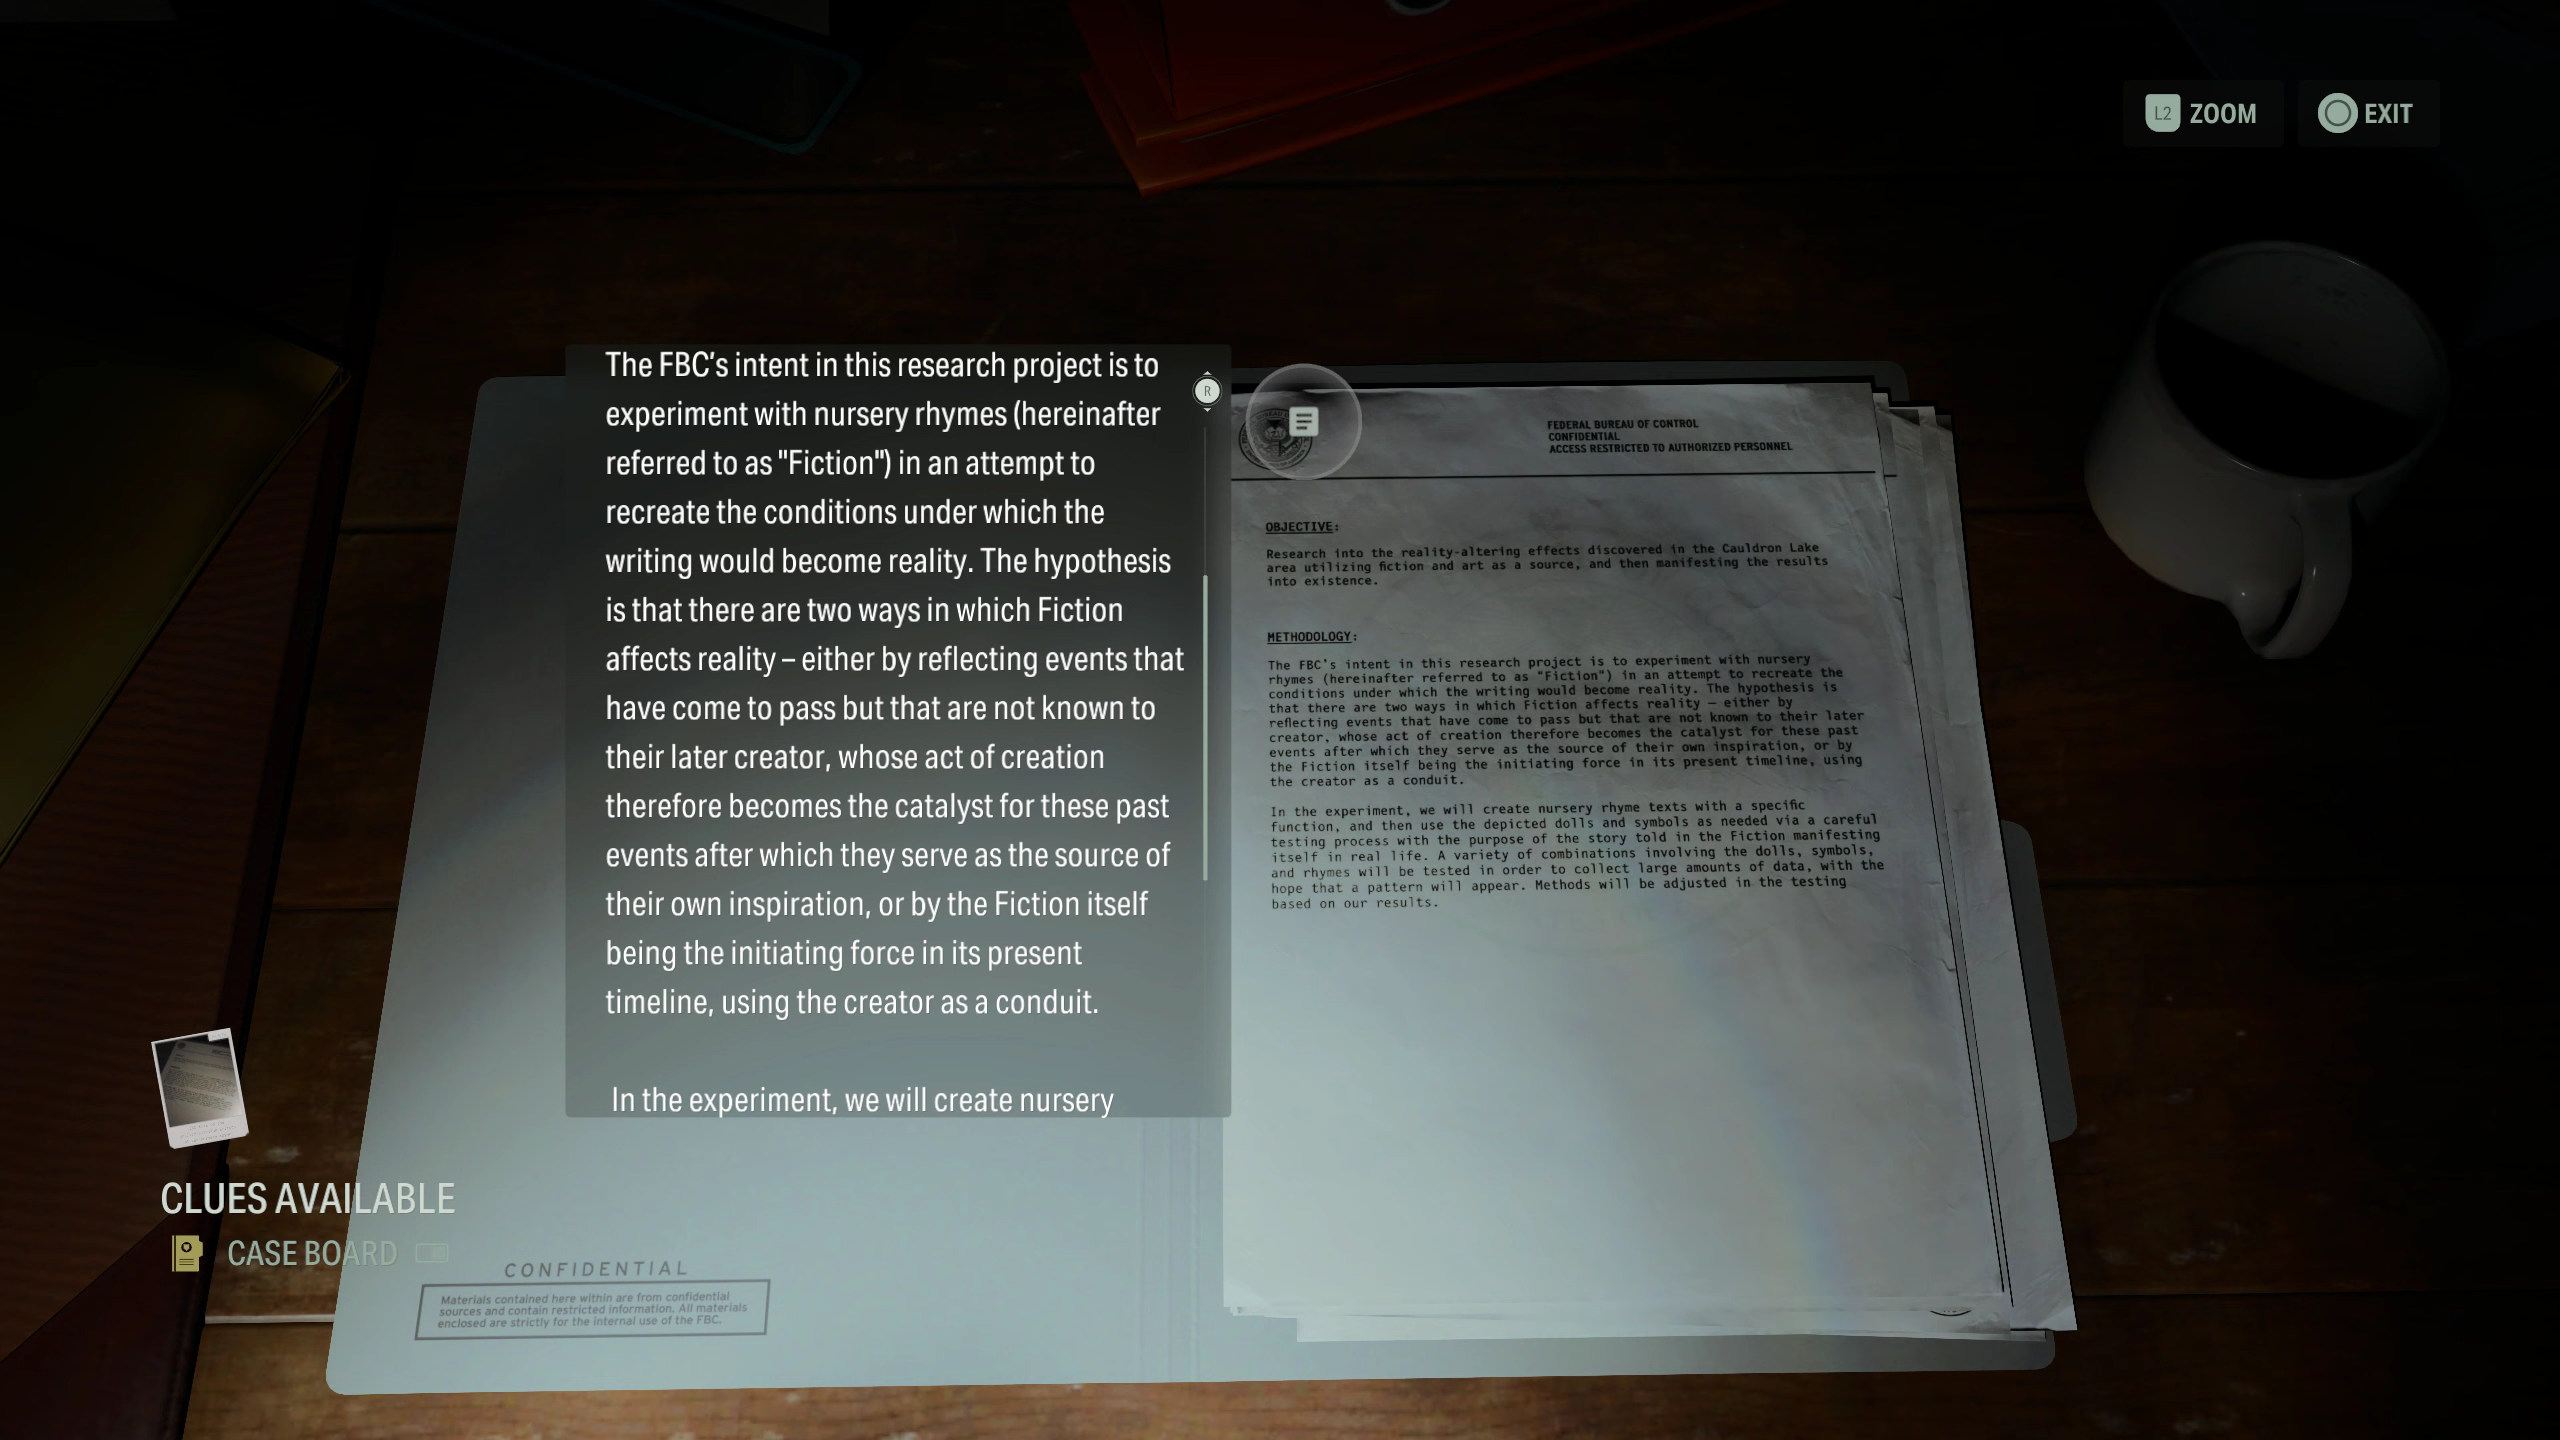 L2 ZOOM
EXIT
The FBC's intent in this research project is to
experiment with nursery rhymes (hereinafter
referred to as "Fiction") in an attempt to
recreate the conditions under which the
writing would become reality. The hypothesis
is that there are two ways in which Fiction
affects reality – either by reflecting events that
have come to pass but that are not known to
their later creator, whose act of creation
therefore becomes the catalyst for these past
events after which they serve as the source of
their own inspiration, or by the Fiction itself
being the initiating force in its present
timeline, using the creator as a conduit.
In the experiment, we will create nursery
R
FEDERAL BUREAU OF CONTROL
CONFIDENTIAL
ACCESS RESTRICTED TO AUTHORIZED PERSONNEL
OBJECTIVE:
Research into the reality-altering effects discovered in the Cauldron Lake
area utilizing fiction and art as a source, and then manifesting the results
into existence.
METHODOLOGY:
The FBC's intent in this research project is to experiment with nursery
rhymes (hereinafter referred to as "Fiction") in an attempt to recreate the
conditions under which the writing would become reality. The hypothesis is
that there are two ways in which Fiction affects reality – either by
reflecting events that have come to pass but that are not known to their later
creator, whose act of creation therefore becomes the catalyst for these past
events after which they serve as the source of their own inspiration, or by
the Fiction itself being the initiating force in its present timeline, using
the creator as a conduit.
In the experiment, we will create nursery rhyme texts with a specific
function, and then use the depicted dolls and symbols as needed via a careful
testing process with the purpose of the story told in the Fiction manifesting
itself in real life. A variety of combinations involving the dolls, symbols,
and rhymes will be tested in order to collect large amounts of data, with the
hope that a pattern will appear. Methods will be adjusted in the testing
based on our results.
CLUES AVAILABLE
CASE BOARD
CONFIDENTIAL
Materials contained here within are from confidential
sources and contain restricted information. All materials
enclosed are strictly for the internal use of the FBC.